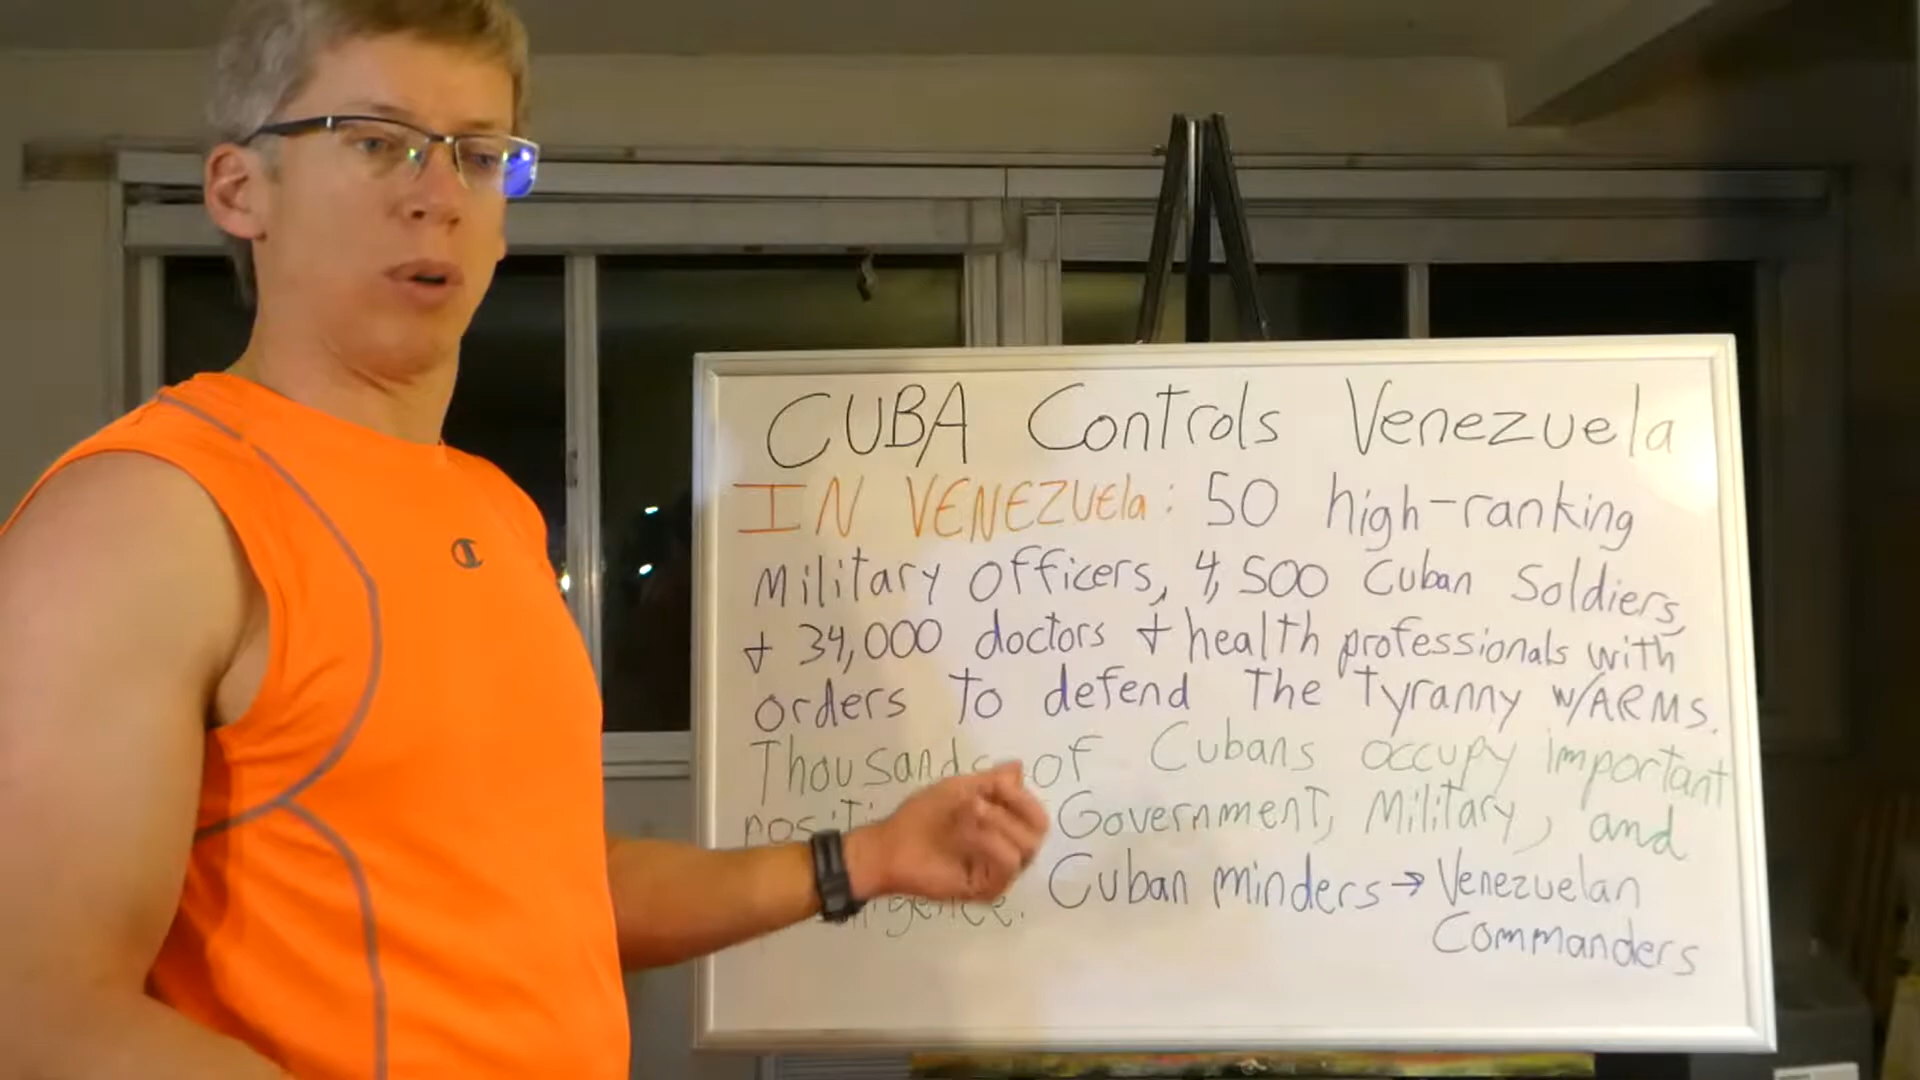 CUBA Controls Venezuela
IN VENEZUEla: 50 high-ranking
Military officers, 4,500 Cuban Soldiers,
+ 34,000 doctors + health professionals with
orders to defend The Tyranny w/ARMS.
Thousands of Cubans occupy important
Government, Military, and
Cuban minders → Venezuelan
Commanders